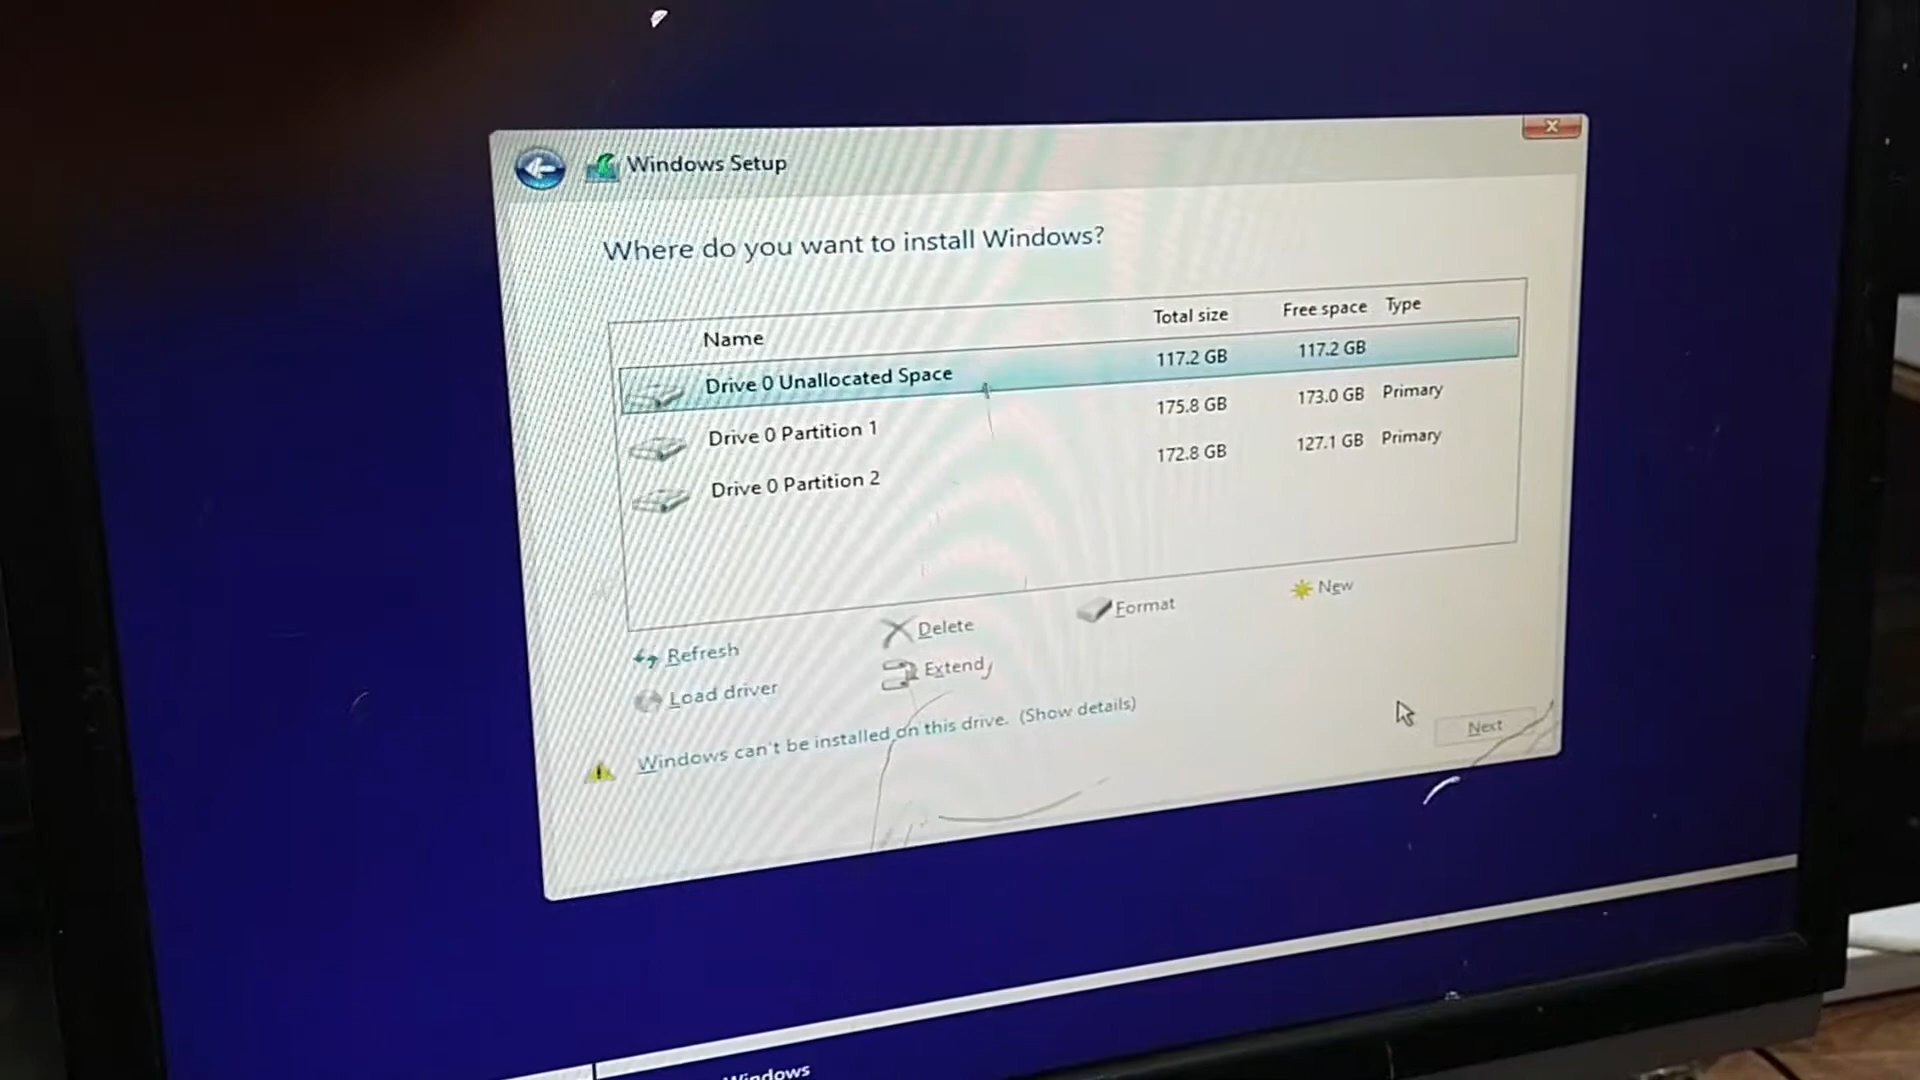 Windows Setup
Where do you want to install Windows?
Name Total size Free space Type
Drive 0 Unallocated Space 117.2 GB 117.2 GB
Drive 0 Partition 1 175.8 GB 173.0 GB Primary
Drive 0 Partition 2 172.8 GB 127.1 GB Primary
Refresh Delete Format New
Load driver Extend
Windows can't be installed on this drive. (Show details)
Next
Windows